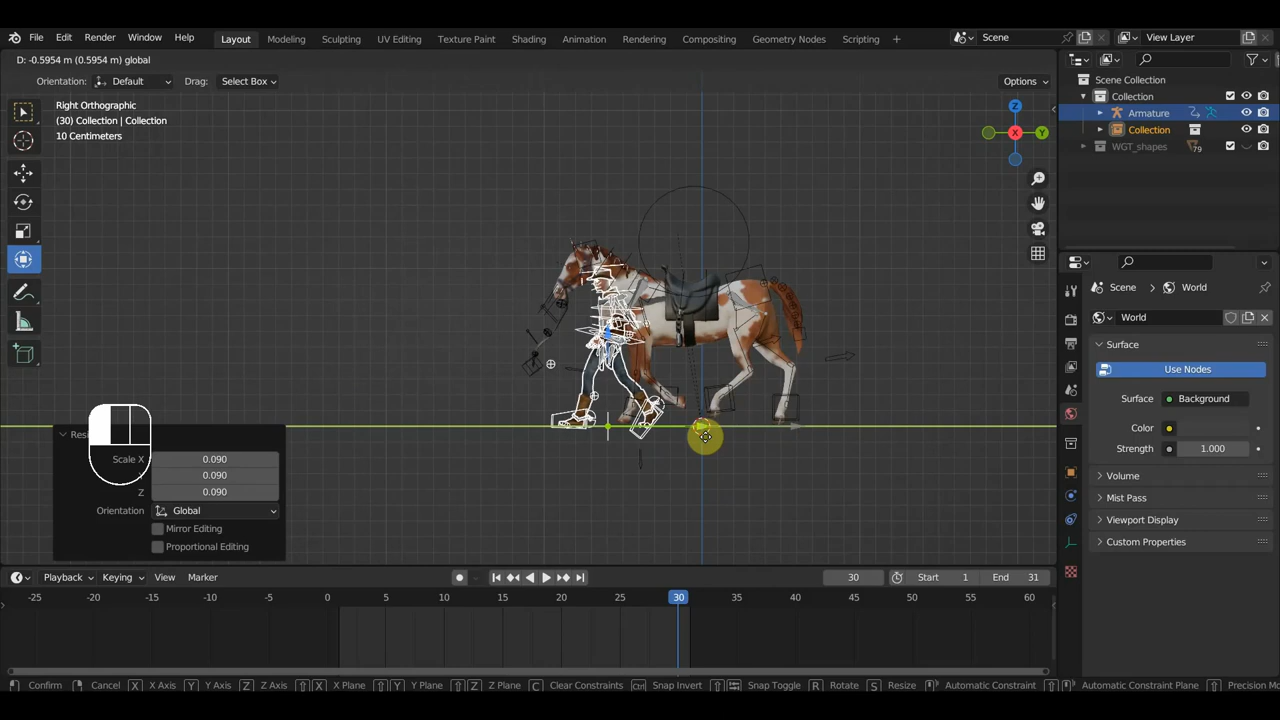 File Edit Render Window Help Layout Modeling Sculpting UV Editing Texture Paint Shading Animation Rendering Compositing Geometry Nodes Scripting + Scene View Layer
D: -0.5954 m (0.5954 m) global
Orientation: Default Drag: Select Box Options
Scene Collection
Collection
Armature
Collection
WGT_shapes 79
Right Orthographic
(30) Collection | Collection
10 Centimeters
Z
X
Y
Scene World
World
Surface
Use Nodes
Surface Background
Color
Strength 1.000
Volume
Mist Pass
Viewport Display
Custom Properties
Scale X 0.090
0.090
Z 0.090
Orientation Global
Mirror Editing
Proportional Editing
Playback Keying View Marker 30 Start 1 End 31
-25 -20 -15 -10 -5 0 5 10 15 20 25 30 35 40 45 50 55 60
Confirm Cancel X X Axis Y Y Axis Z Z Axis X X Plane Y Y Plane Z Z Plane C Clear Constraints Ctrl Snap Invert Snap Toggle R Rotate S Resize Automatic Constraint Automatic Constraint Plane Precision Mo